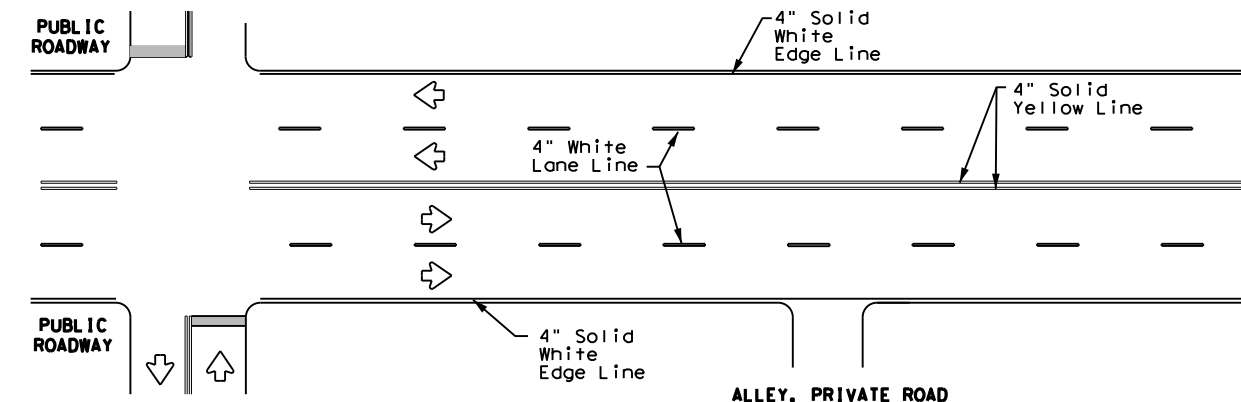 PUBLIC
ROADWAY
4" Solid
White
Edge Line
4" Solid
Yellow Line
4" White
Lane Line
PUBLIC
ROADWAY
4" Solid
White
Edge Line
ALLEY, PRIVATE ROAD